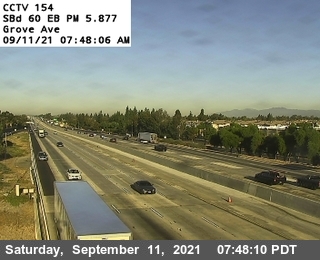 CCTV 154
SBd 60 EB PM 5.877
Grove Ave
09/11/21 07:48:06 AM
Saturday, September 11, 2021 07:48:10 PDT